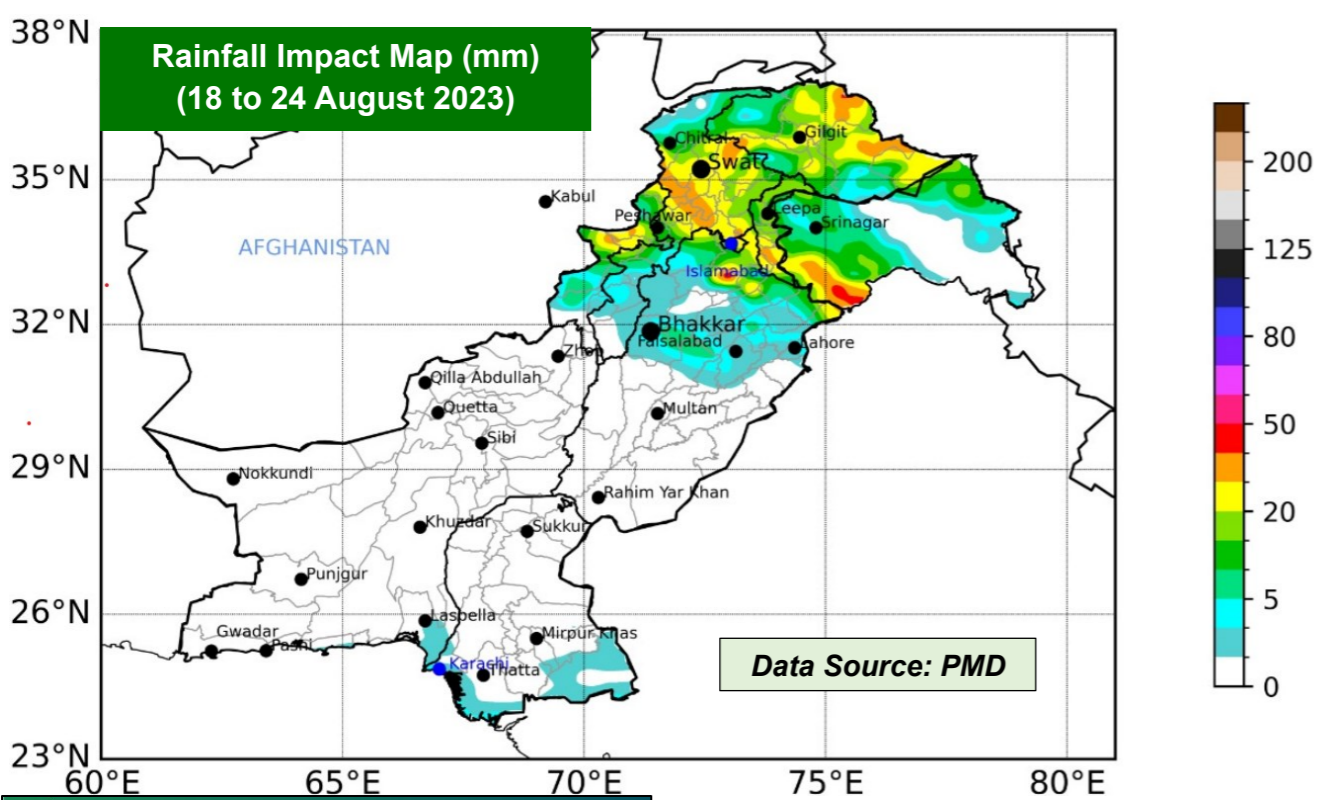 38°N
Rainfall Impact Map (mm)
(18 to 24 August 2023)
200
Chitral
Gilgit
35°N
Swat
Kabul
Leepa
Peshawar
Srinagar
125
AFGHANISTAN
Islamabad
32°N
Bhakkar
80
Faisalabad
Lahore
Zhob
Qilla Abdullah
Quetta
Multan
50
Sibi
29°N
Nokkundi
Rahim Yar Khan
20
Khuzdar
Sukkur
Punjgur
26°N
Lasbella
5
Gwadar
Mirpur Khas
Pasni
Karachi
Thatta
Data Source: PMD
0
23°N
60°E
65°E
70°E
75°E
80°E